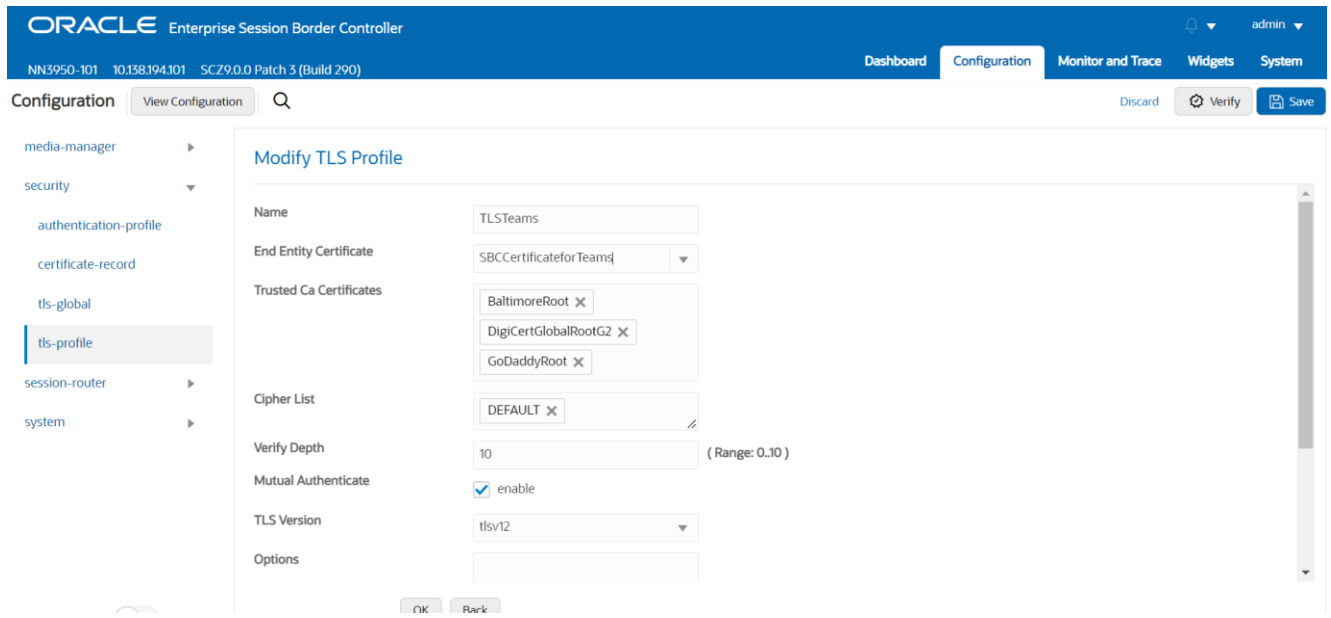 ORACLE Enterprise Session Border Controller
admin
NN3950-101 10.138.194.101 SCZ9.0.0 Patch 3 (Build 290)
Dashboard Configuration Monitor and Trace Widgets System
Configuration View Configuration Discard Verify Save
media-manager
security
authentication-profile
certificate-record
tls-global
tls-profile
session-router
system
Modify TLS Profile
Name TLSTeams
End Entity Certificate SBCCertificateforTeams
Trusted Ca Certificates BaltimoreRoot
DigiCertGlobalRootG2
GoDaddyRoot
Cipher List DEFAULT
Verify Depth 10 ( Range: 0..10 )
Mutual Authenticate enable
TLS Version tlsv12
Options
OK Back